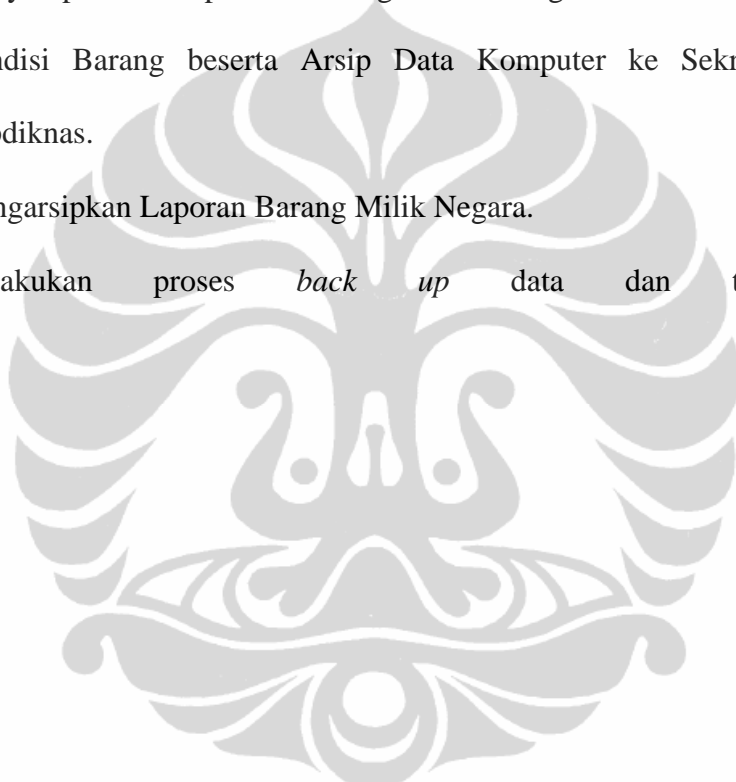 ndisi Barang beserta Arsip Data Komputer ke Sekr
odiknas.
ngarsipkan Laporan Barang Milik Negara.
akukan proses back up data dan t